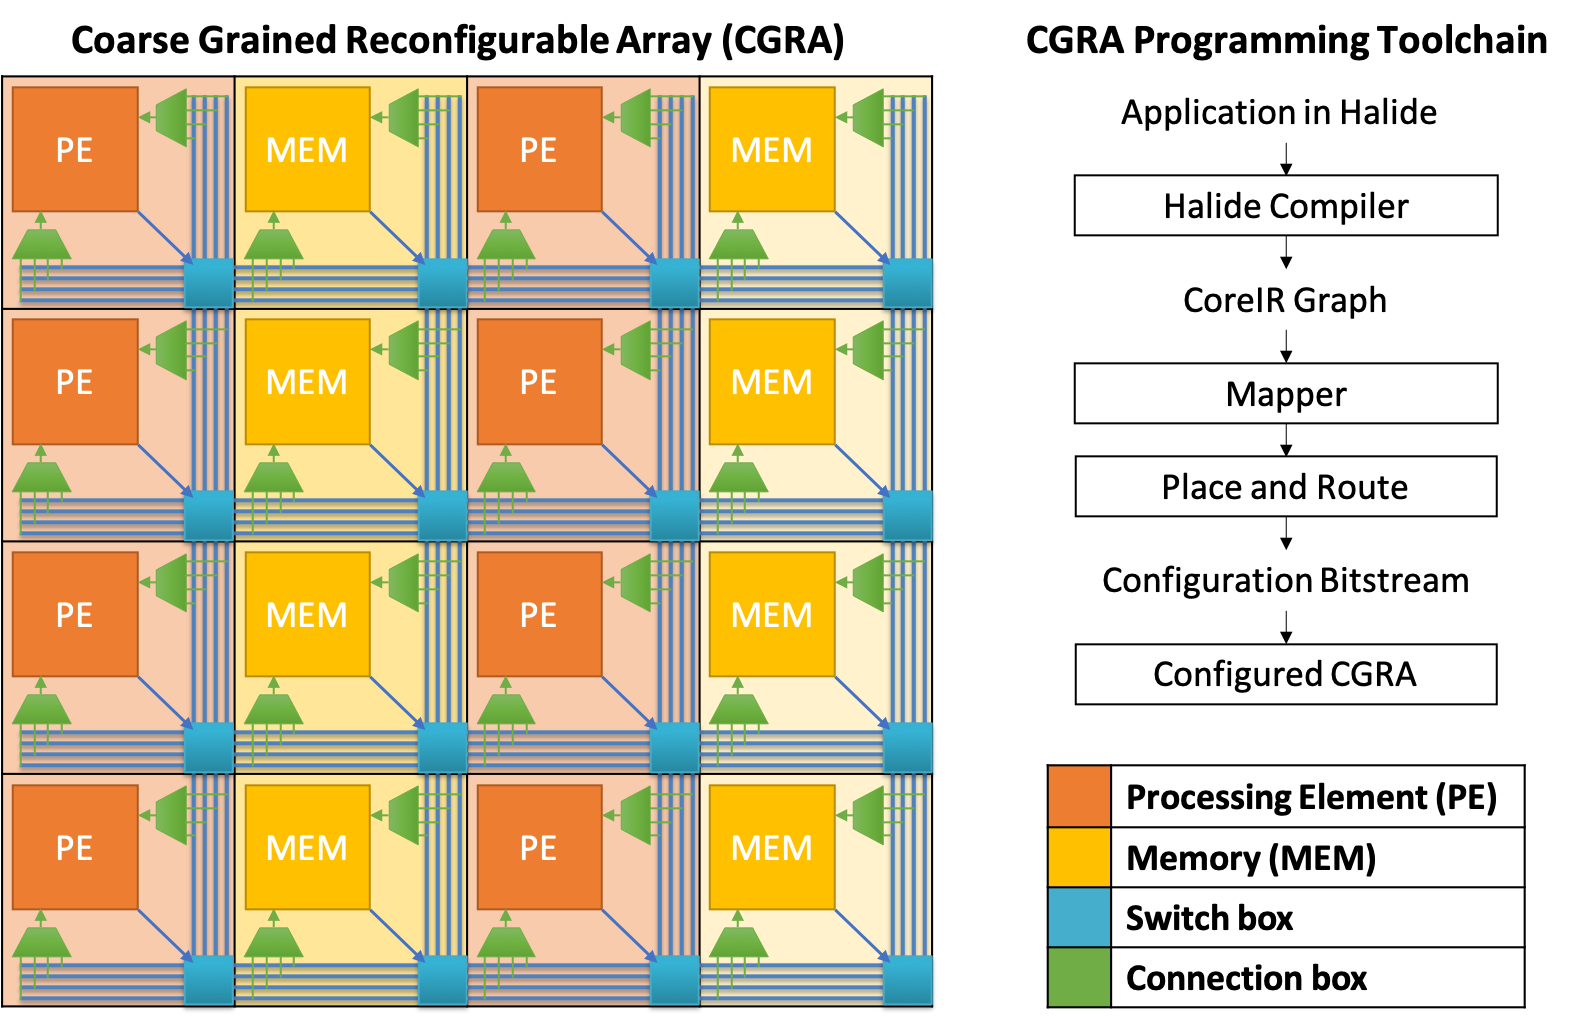 Coarse Grained Reconfigurable Array (CGRA)
PE MEM PE MEM
PE MEM PE MEM
PE MEM PE MEM
PE MEM PE MEM
CGRA Programming Toolchain
Application in Halide
Halide Compiler
CoreIR Graph
Mapper
Place and Route
Configuration Bitstream
Configured CGRA
Processing Element (PE)
Memory (MEM)
Switch box
Connection box